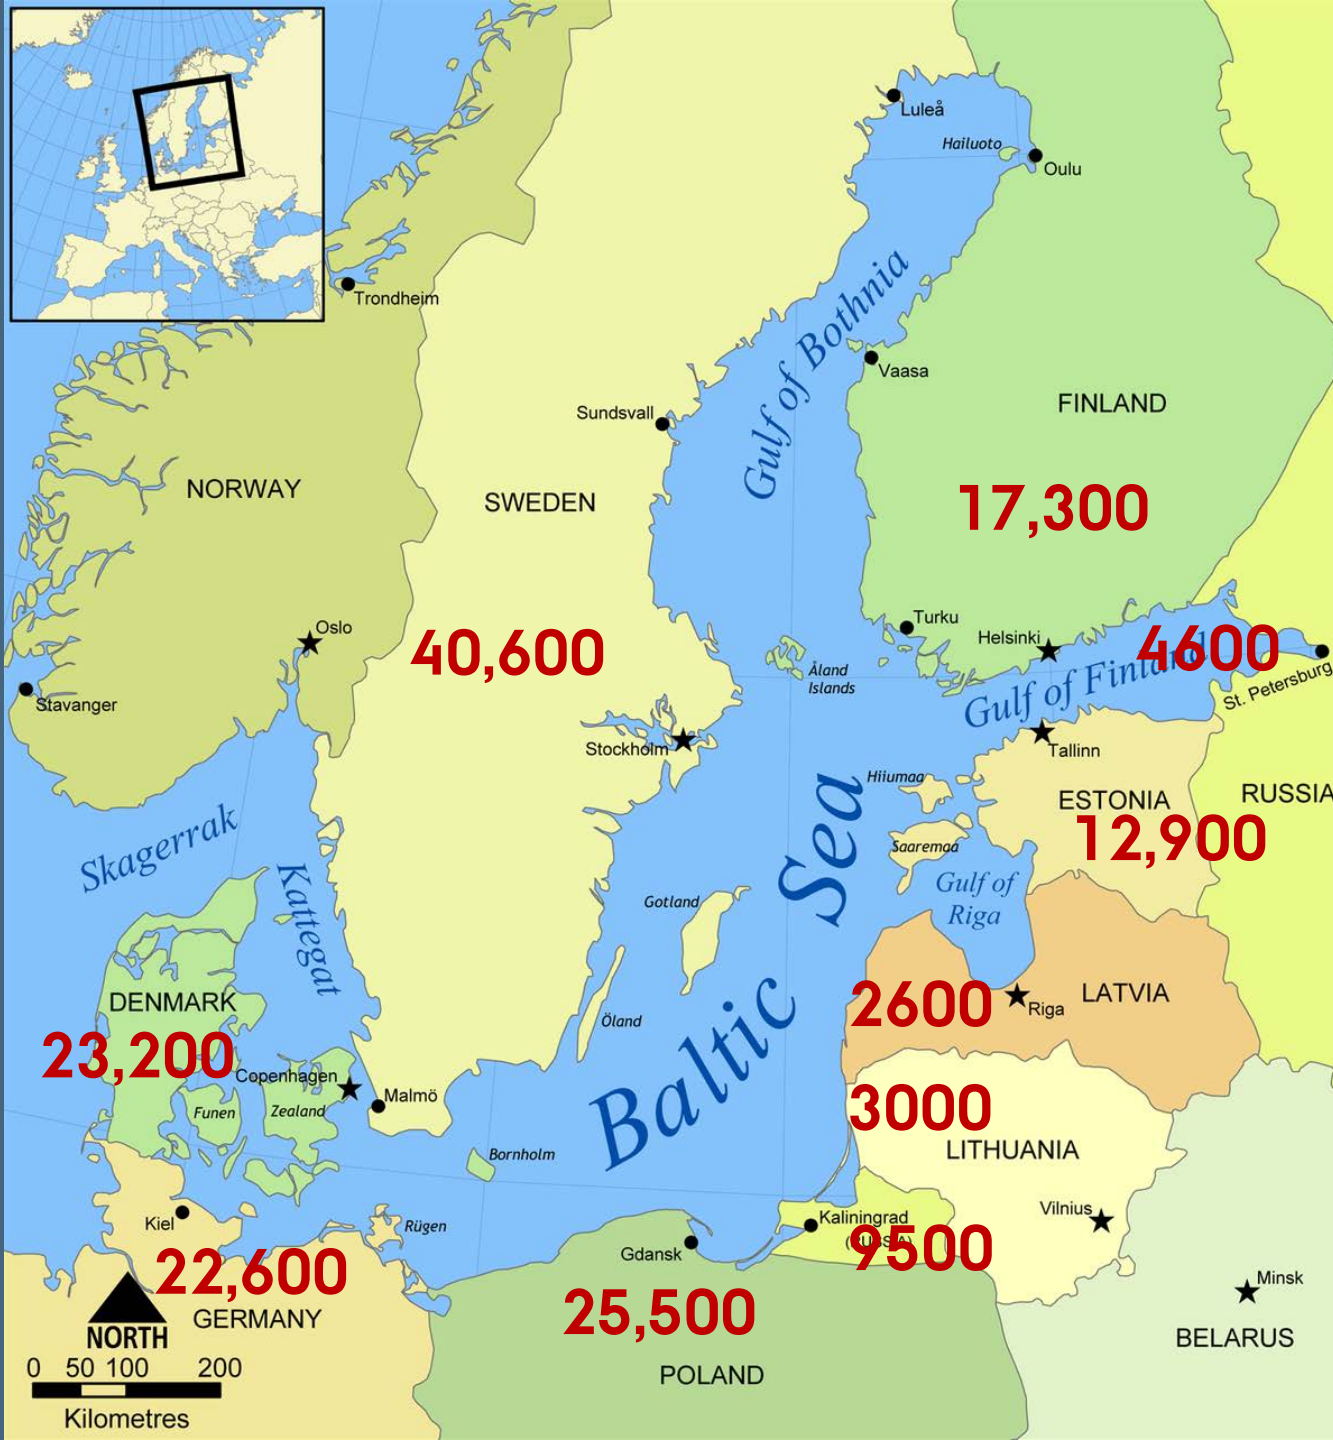 Luleå
Hailuoto
Oulu
Trondheim
Gulf of Bothnia
Vaasa
FINLAND
Sundsvall
NORWAY
SWEDEN
17,300
Turku
Oslo
Helsinki
40,600
4600
Åland
Islands
Gulf of Finland
St. Petersburg
Stavanger
Stockholm
Tallinn
Hiiumaa
ESTONIA
RUSSIA
12,900
Skagerrak
Saaremaa
Kattegat
Gulf of
Riga
Gotland
Baltic Sea
DENMARK
LATVIA
2600
Riga
Öland
23,200
Copenhagen
Malmö
Funen
Zealand
3000
LITHUANIA
Bornholm
Kiel
Rügen
Kaliningrad
(RUSSIA)
Vilnius
9500
Gdansk
22,600
Minsk
GERMANY
25,500
NORTH
BELARUS
0 50 100 200
POLAND
Kilometres